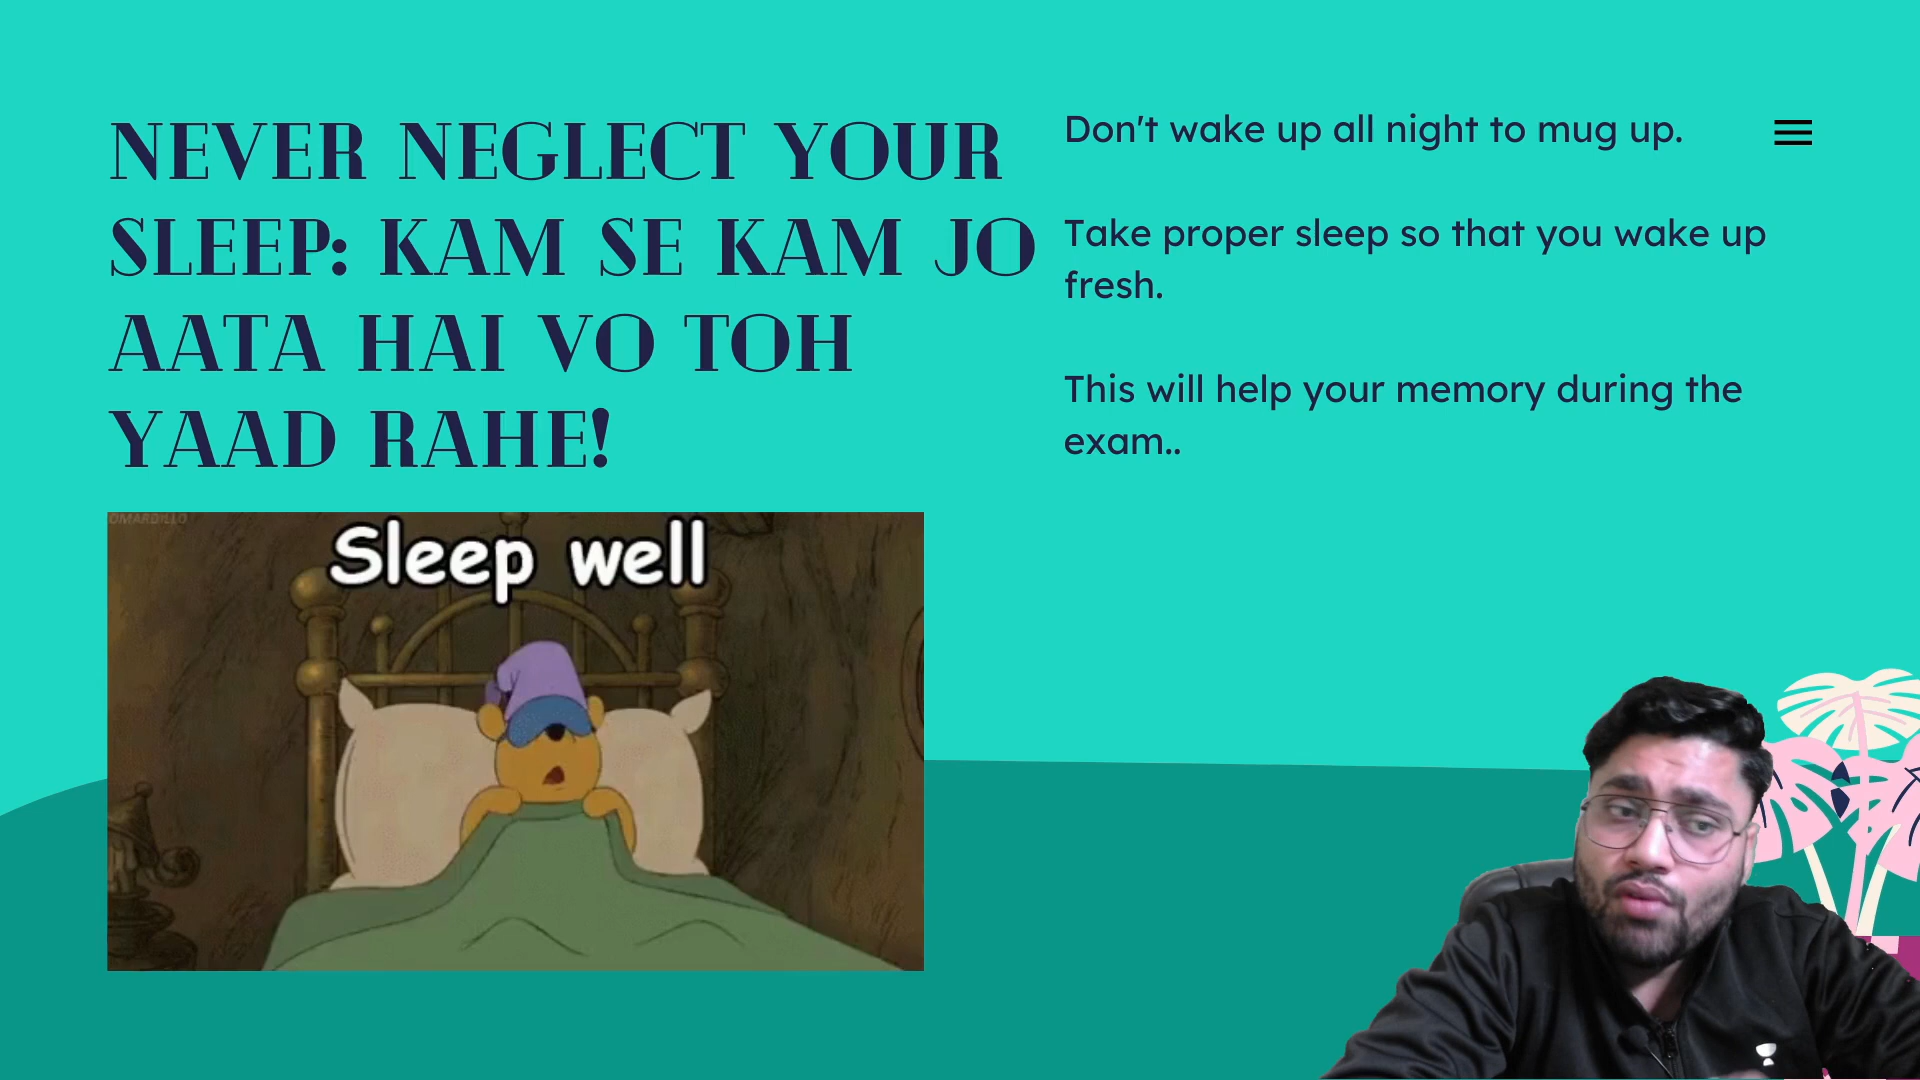 NEVER NEGLECT YOUR
SLEEP: KAM SE KAM JO
AATA HAI VO TOH
YAAD RAHE!
Don't wake up all night to mug up.
Take proper sleep so that you wake up
fresh.
This will help your memory during the
exam..
OMARDILLO
Sleep well